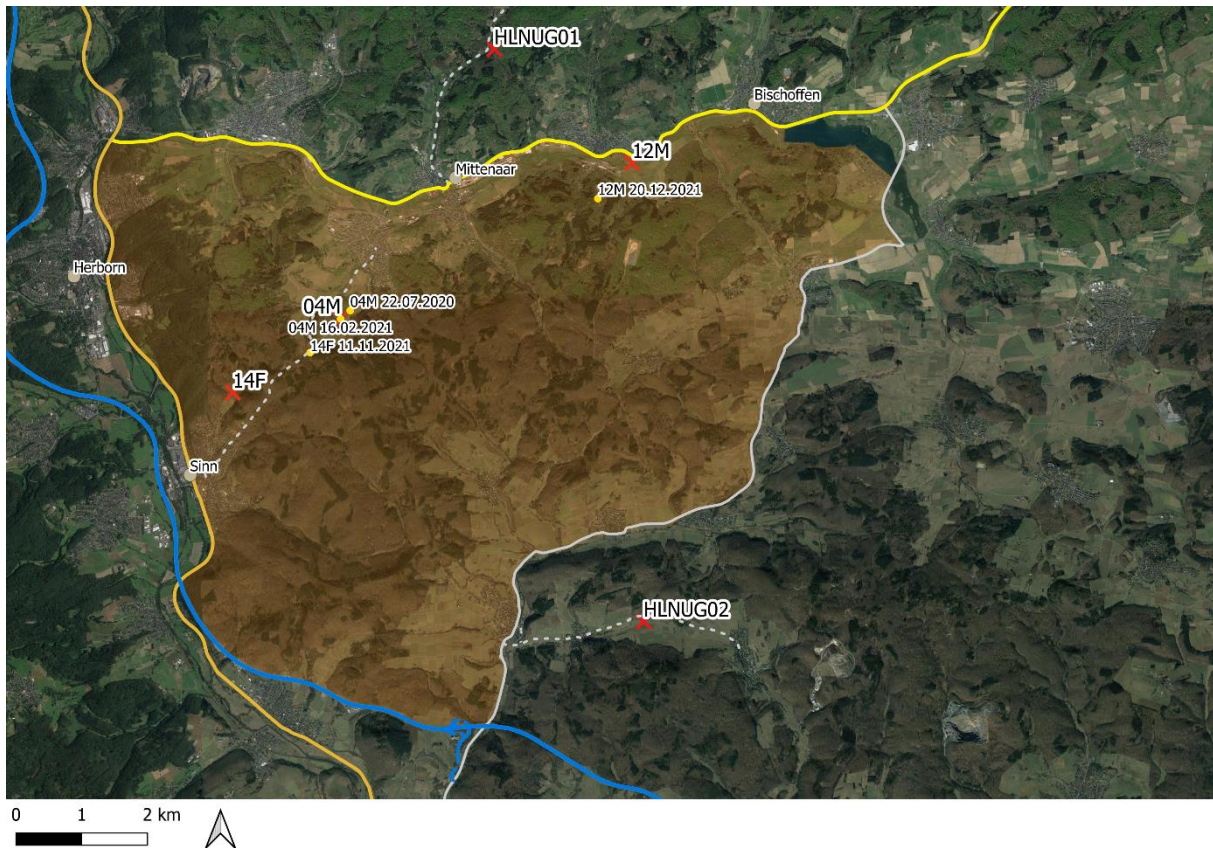 HLNUG01
Bischoffen
12M
Mittenaar
12M 20.12.2021
Herborn
04M
04M 22.07.2020
04M 16.02.2021
14F 11.11.2021
14F
Sinn
HLNUG02
0 1 2 km